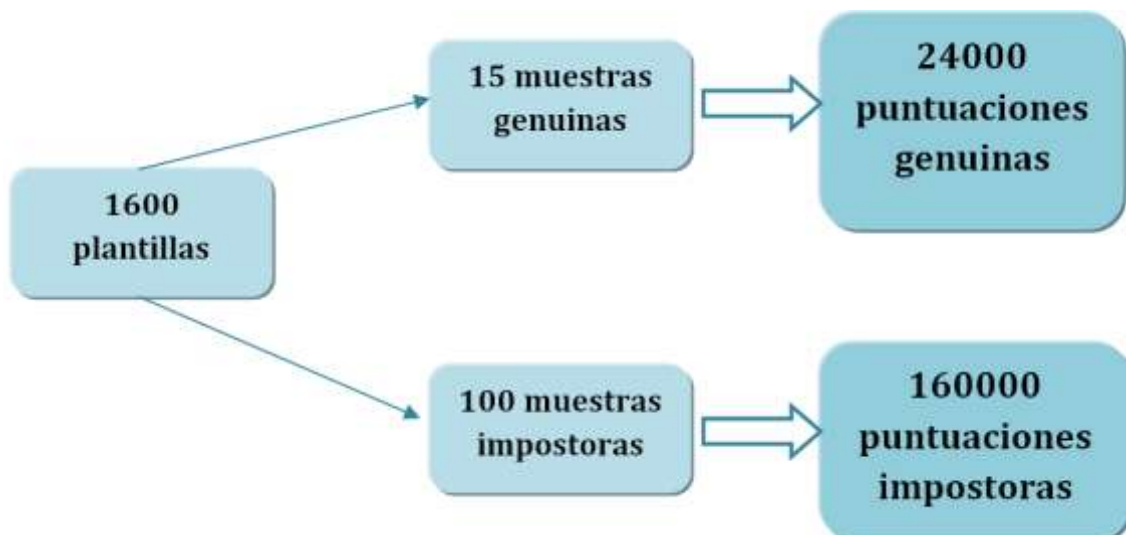 1600
plantillas
15 muestras
genuinas
24000
puntuaciones
genuinas
100 muestras
impostoras
160000
puntuaciones
impostoras